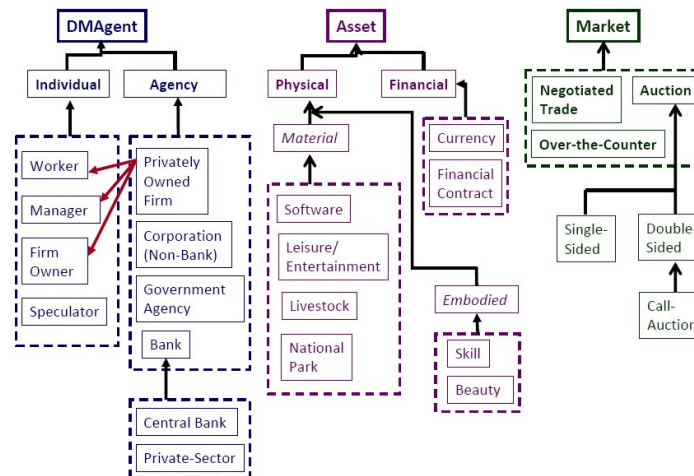 DMAgent
Asset
Market
Individual
Agency
Physical
Financial
Negotiated
Trade
Auction
Over-the-Counter
Worker
Manager
Firm
Owner
Speculator
Privately
Owned
Firm
Corporation
(Non-Bank)
Government
Agency
Bank
Central Bank
Private-Sector
Material
Software
Leisure/
Entertainment
Livestock
National
Park
Currency
Financial
Contract
Embodied
Skill
Beauty
Single-
Sided
Double-
Sided
Call-
Auction